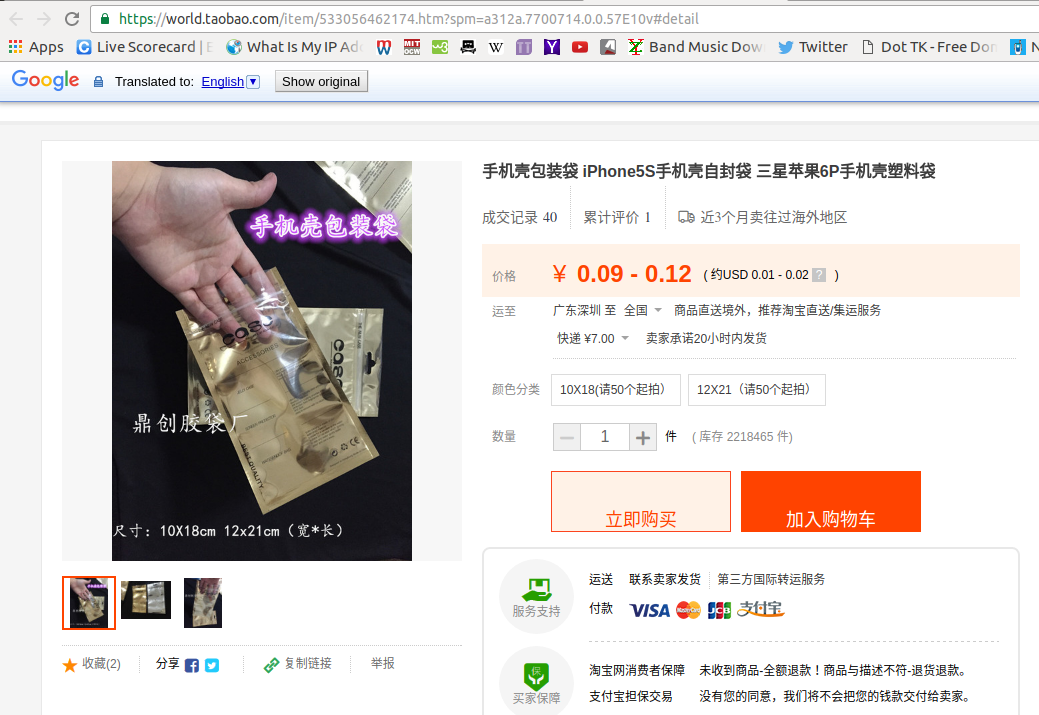 https://world.taobao.com/item/533056462174.htm?spm=a312a.7700714.0.0.57E10v#detail
Apps Live Scorecard | What Is My IP Ad Band Music Dow Twitter Dot TK - Free Don
Google Translated to: English Show original
手机壳包装袋 iPhone5S手机壳自封袋 三星苹果6P手机壳塑料袋
成交记录 40 累计评价 1 近3个月卖往过海外地区
价格 ¥ 0.09 - 0.12 ( 约USD 0.01 - 0.02 ? )
运至 广东深圳 至 全国 商品直送境外，推荐淘宝直送/集运服务
快递 ¥7.00 卖家承诺20小时内发货
颜色分类 10X18(请50个起拍） 12X21（请50个起拍）
数量 1 件 ( 库存 2218465 件)
立即购买 加入购物车
手机壳包装袋
case
ACCESSORIES
BEST QUALITY
case
鼎创胶袋厂
尺寸：10X18cm 12x21cm（宽*长）
收藏(2) 分享 复制链接 举报
服务支持
运送 联系卖家发货 第三方国际转运服务
付款 VISA MasterCard JCB 支付宝
买家保障
淘宝网消费者保障 未收到商品-全额退款！商品与描述不符-退货退款。
支付宝担保交易 没有您的同意，我们将不会把您的钱款交付给卖家。